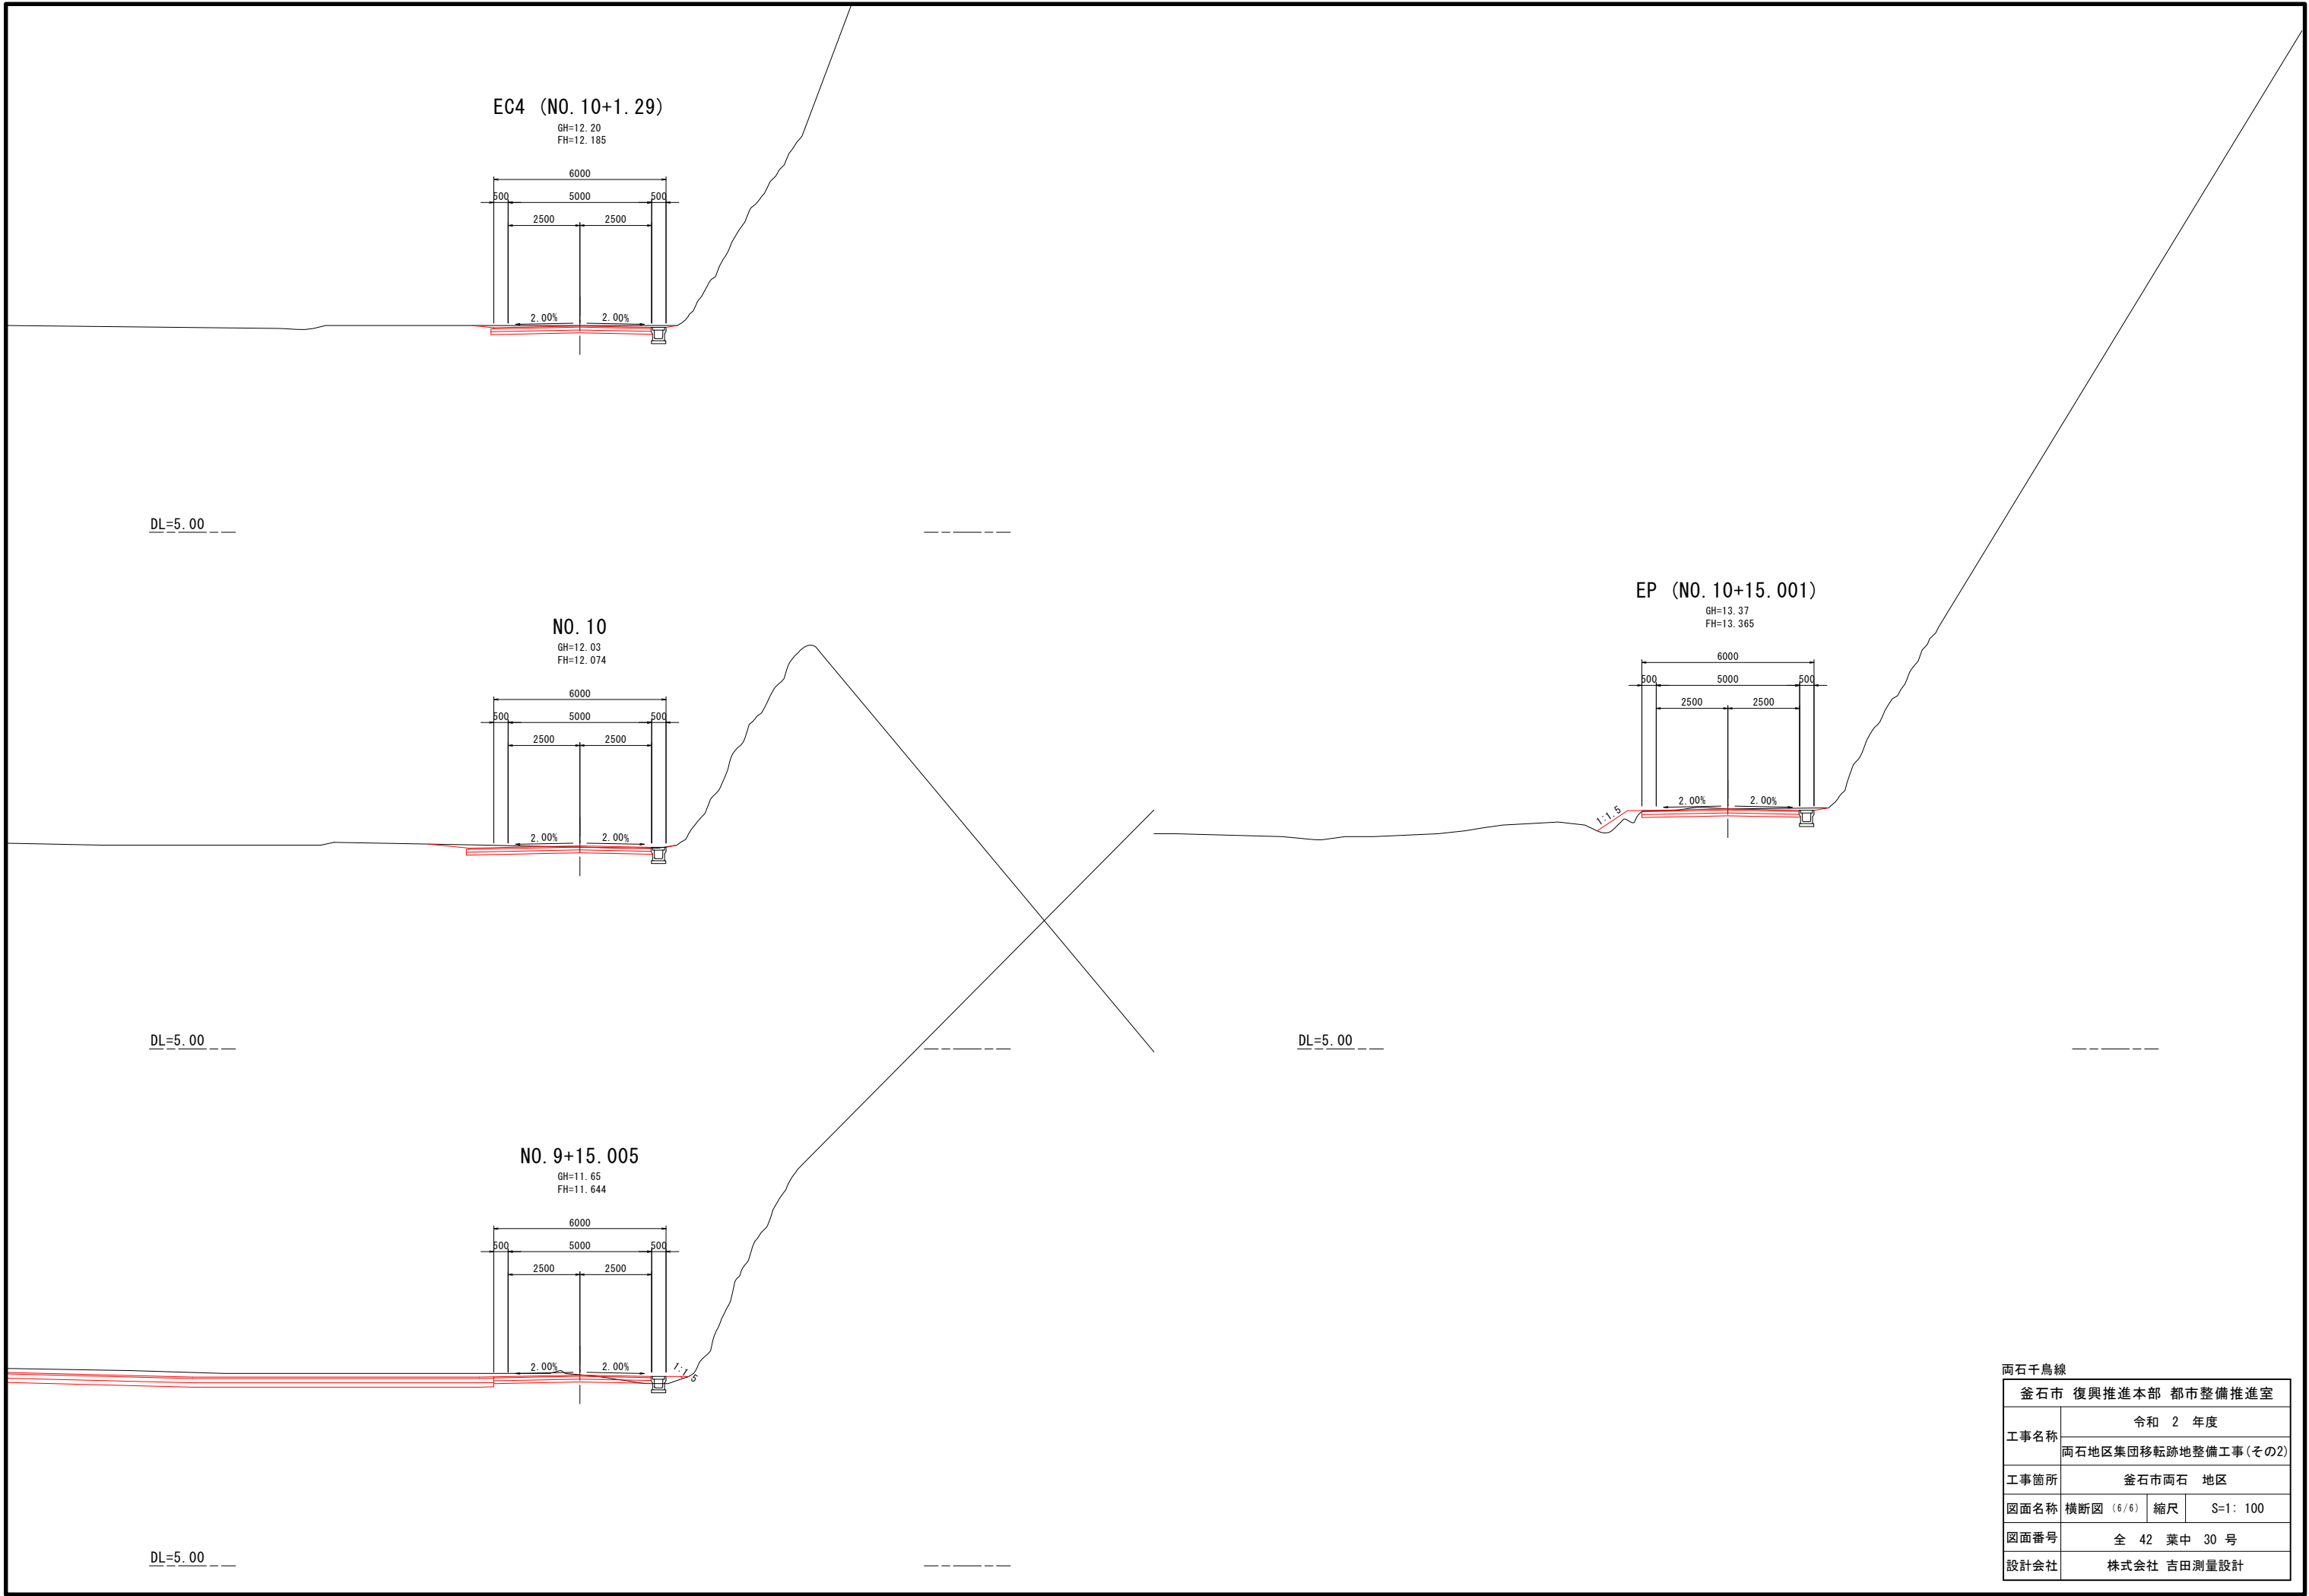 EC4 (NO.10+1.29)
GH=12.20
FH=12.185
6000
500 5000 500
2500 2500
2.00% 2.00%
DL=5.00
NO.10
GH=12.03
FH=12.074
6000
500 5000 500
2500 2500
2.00% 2.00%
DL=5.00
NO.9+15.005
GH=11.65
FH=11.644
6000
500 5000 500
2500 2500
2.00% 2.00% 1:1.5
DL=5.00
EP (NO.10+15.001)
GH=13.37
FH=13.365
6000
500 5000 500
2500 2500
1:1.5 2.00% 2.00%
DL=5.00
両石千鳥線
釜石市 復興推進本部 都市整備推進室
工事名称 令和 2 年度
両石地区集団移転跡地整備工事(その2)
工事箇所 釜石市両石 地区
図面名称 横断図 (6/6) 縮尺 S=1: 100
図面番号 全 42 葉中 30 号
設計会社 株式会社 吉田測量設計